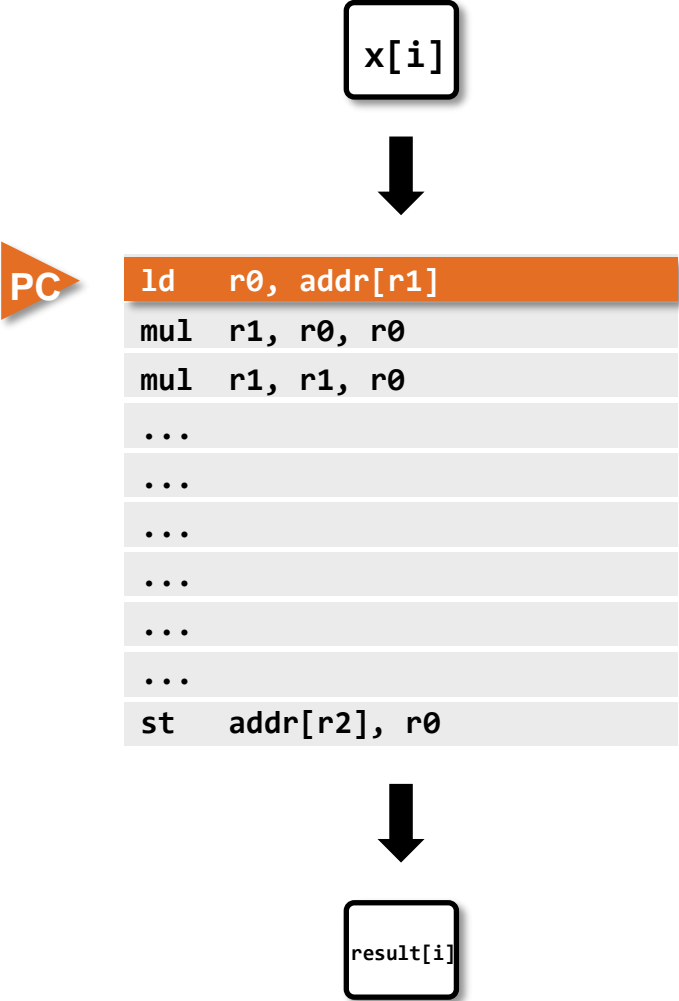 x[i]
PC
ld r0, addr[r1]
mul r1, r0, r0
mul r1, r1, r0
...
...
...
...
...
...
st addr[r2], r0
result[i]